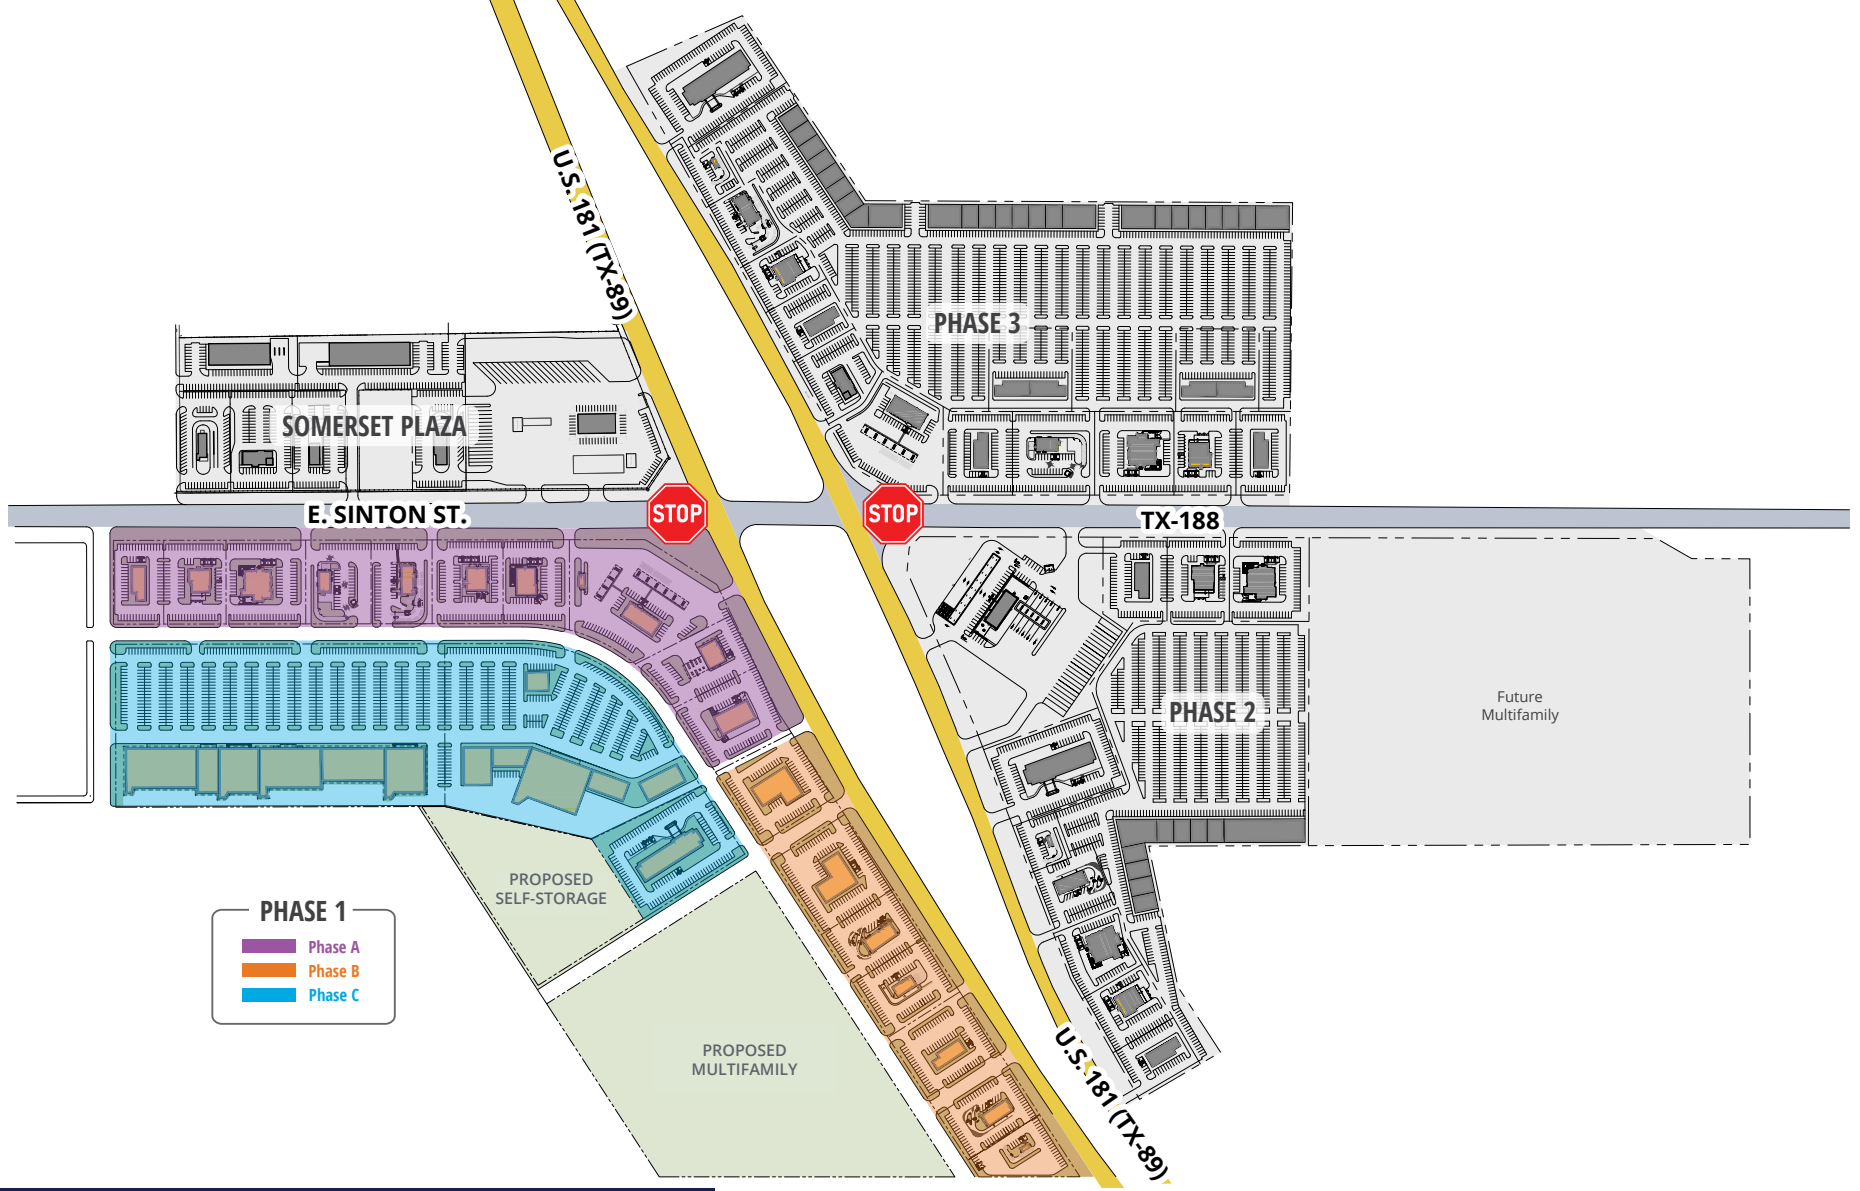 U.S. 181 (TX-89)
PHASE 3
SOMERSET PLAZA
E. SINTON ST.
STOP
STOP
TX-188
PHASE 2
Future
Multifamily
PROPOSED
SELF-STORAGE
PHASE 1
Phase A
Phase B
Phase C
PROPOSED
MULTIFAMILY
U.S. 181 (TX-89)